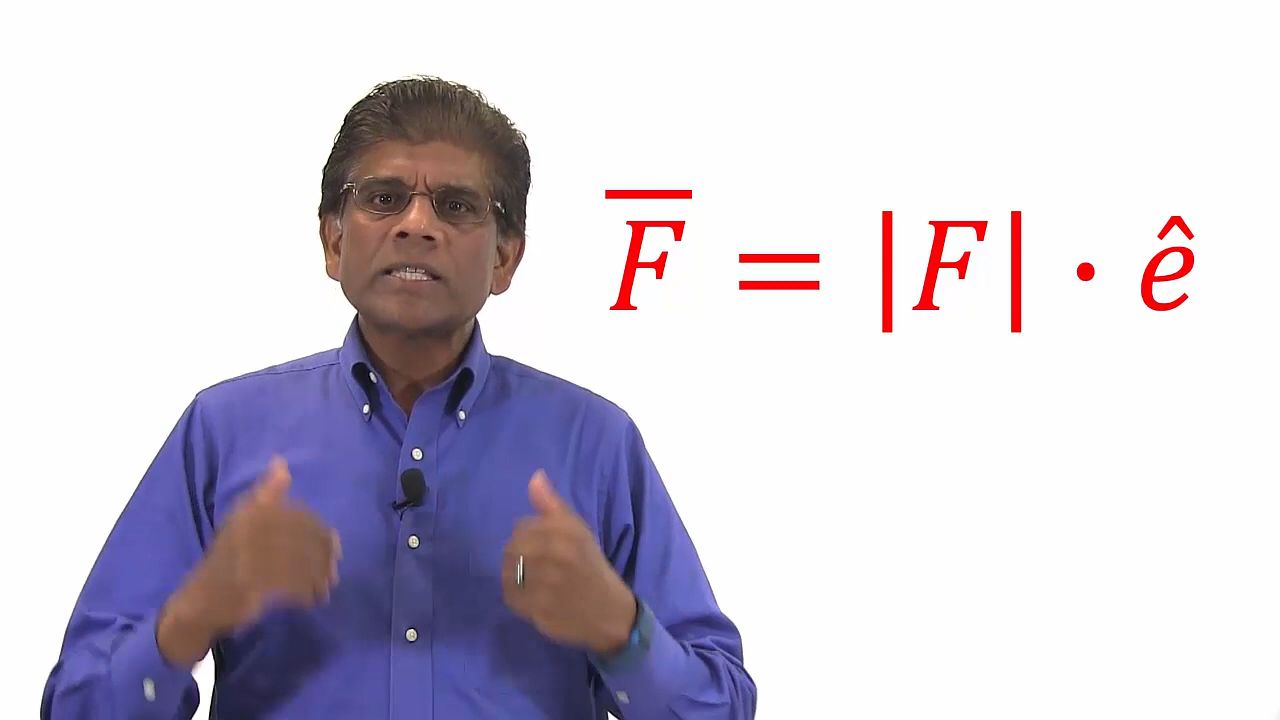 F̅ = |F| · ê